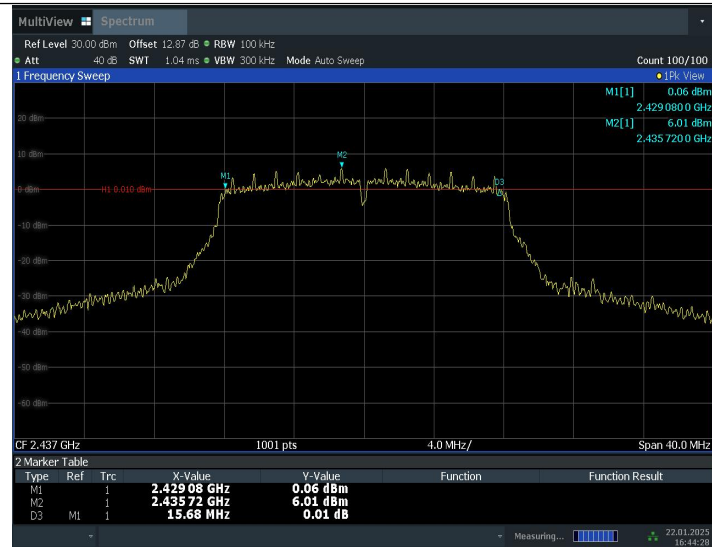 MultiView Spectrum
Ref Level 30.00 dBm Offset 12.87 dB RBW 100 kHz
Att 40 dB SWT 1.04 ms VBW 300 kHz Mode Auto Sweep Count 100/100
1 Frequency Sweep 1Pk View
M1[1] 0.06 dBm
2.429 080 0 GHz
M2[1] 6.01 dBm
2.435 720 0 GHz
20 dBm
10 dBm
M2
M1
D3
0 dBm
H1 0.010 dBm
-10 dBm
-20 dBm
-30 dBm
-40 dBm
-50 dBm
-60 dBm
CF 2.437 GHz 1001 pts 4.0 MHz/ Span 40.0 MHz
2 Marker Table
Type Ref Trc X-Value Y-Value Function Function Result
M1 1 2.429 08 GHz 0.06 dBm
M2 1 2.435 72 GHz 6.01 dBm
D3 M1 1 15.68 MHz 0.01 dB
Measuring... 22.01.2025
16:44:28